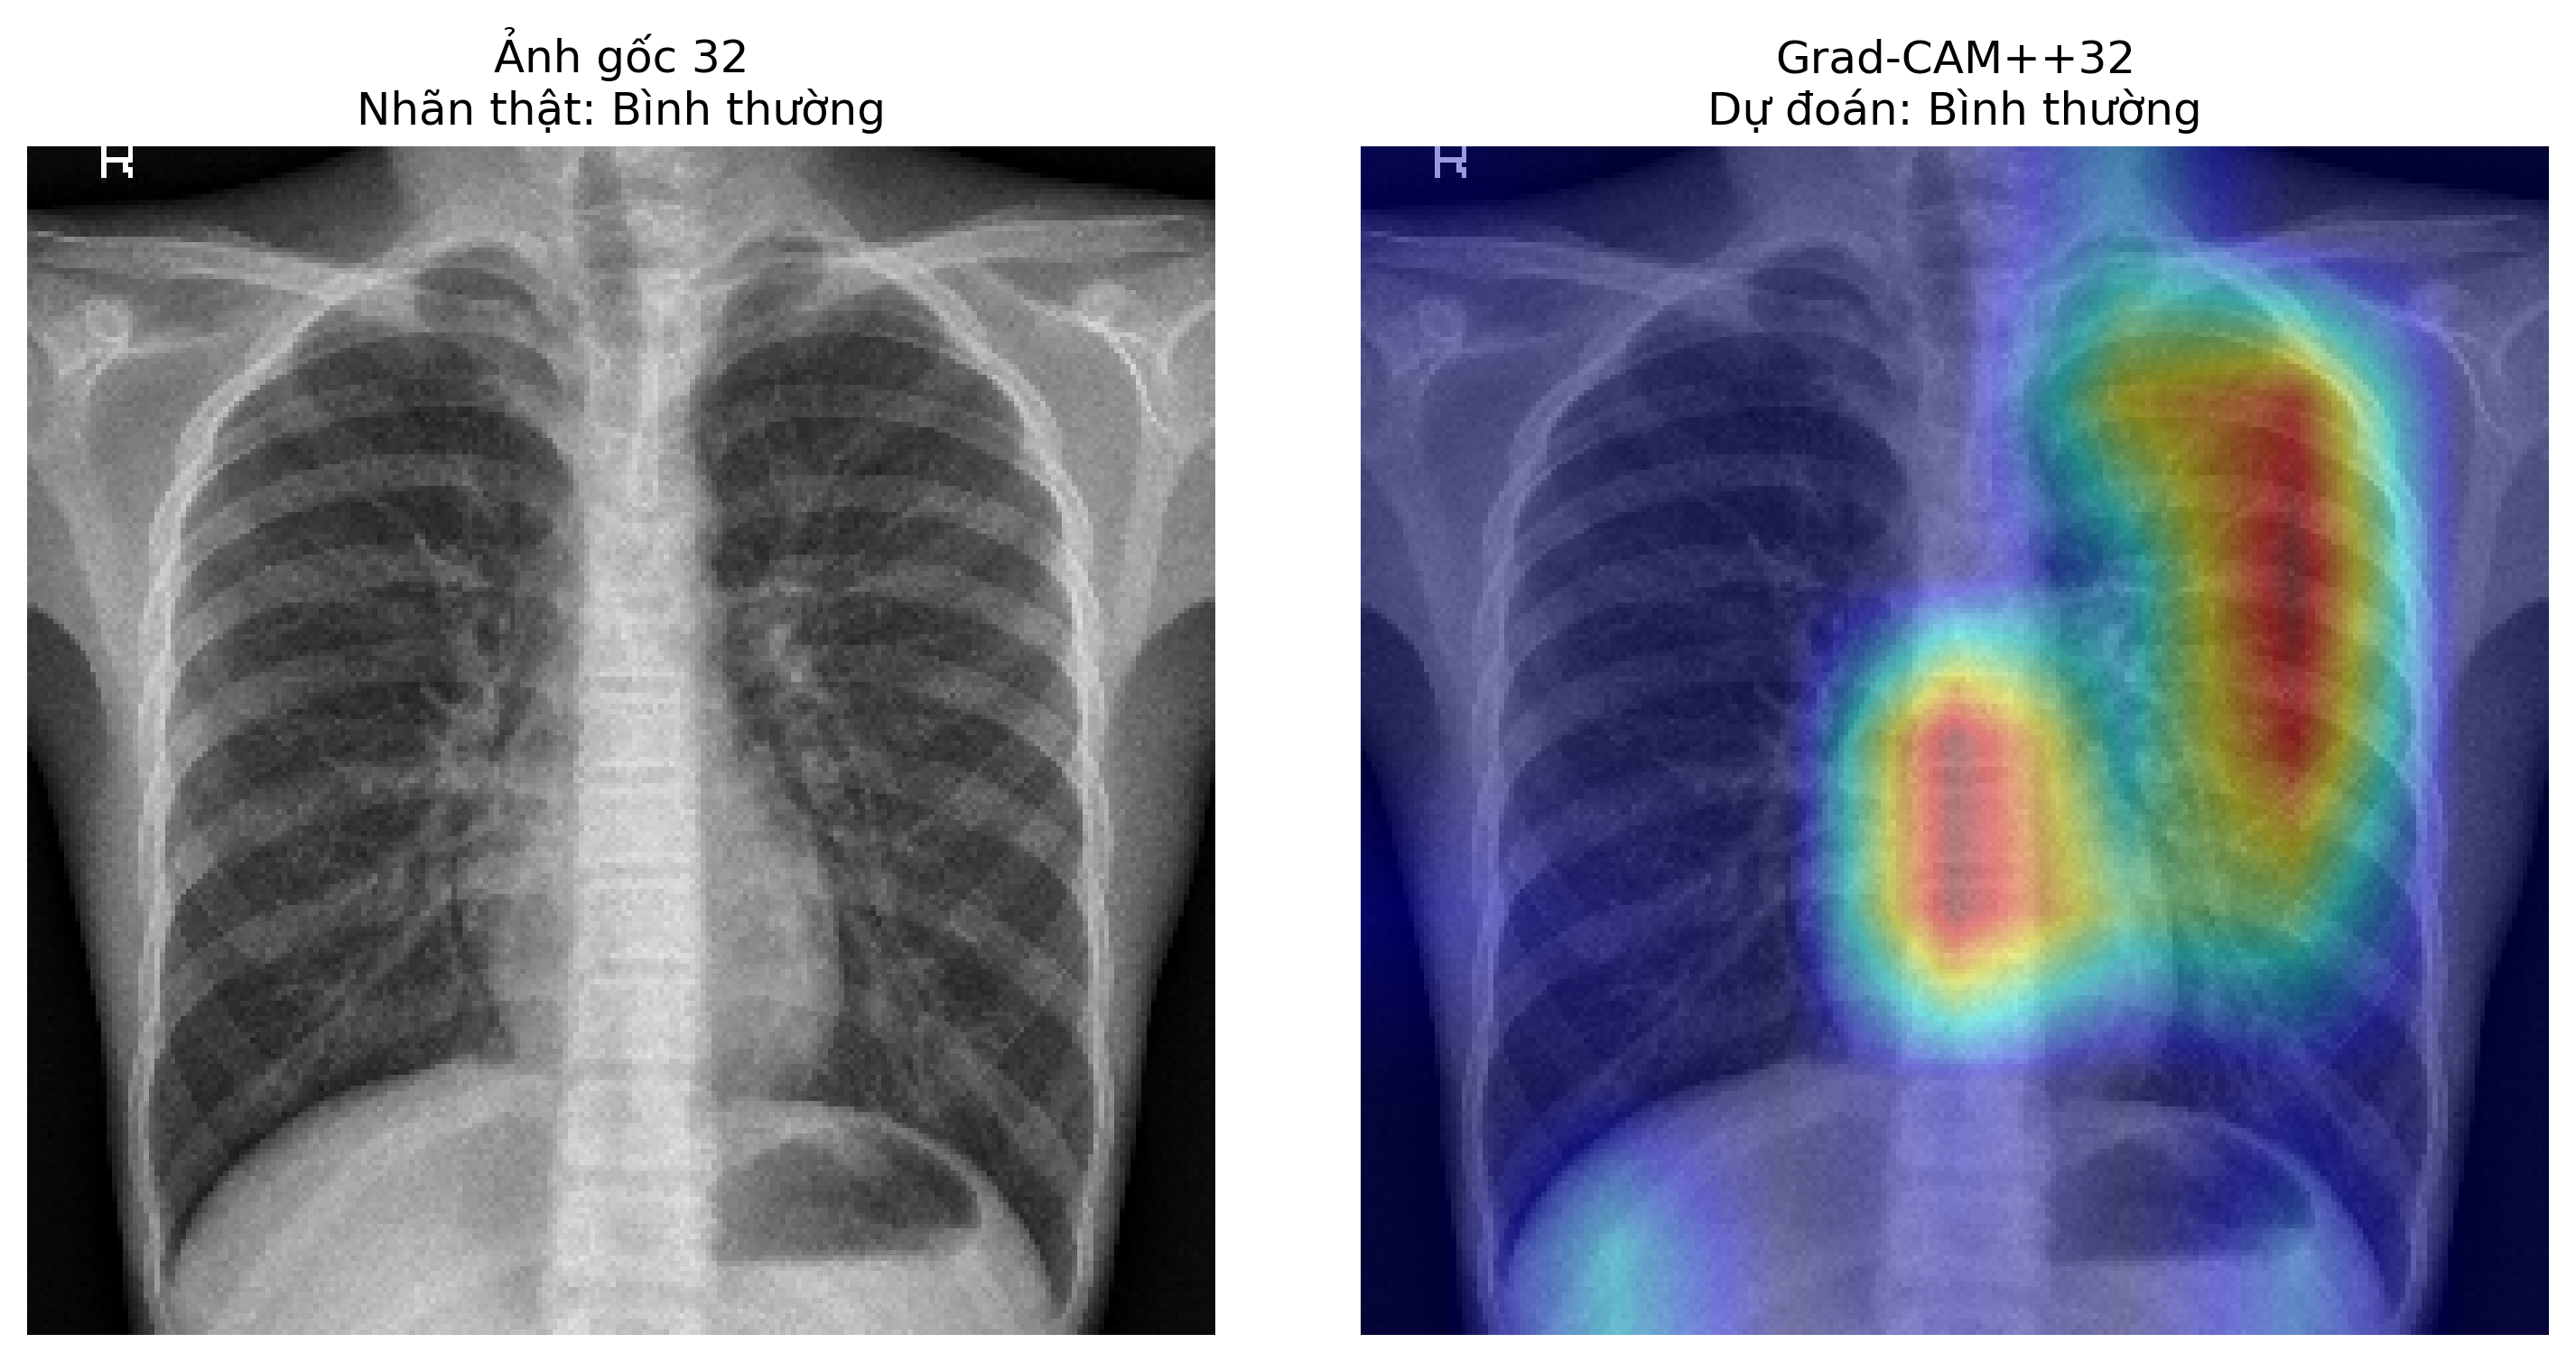 Ảnh gốc 32
Nhãn thật: Bình thường
Grad-CAM++32
Dự đoán: Bình thường